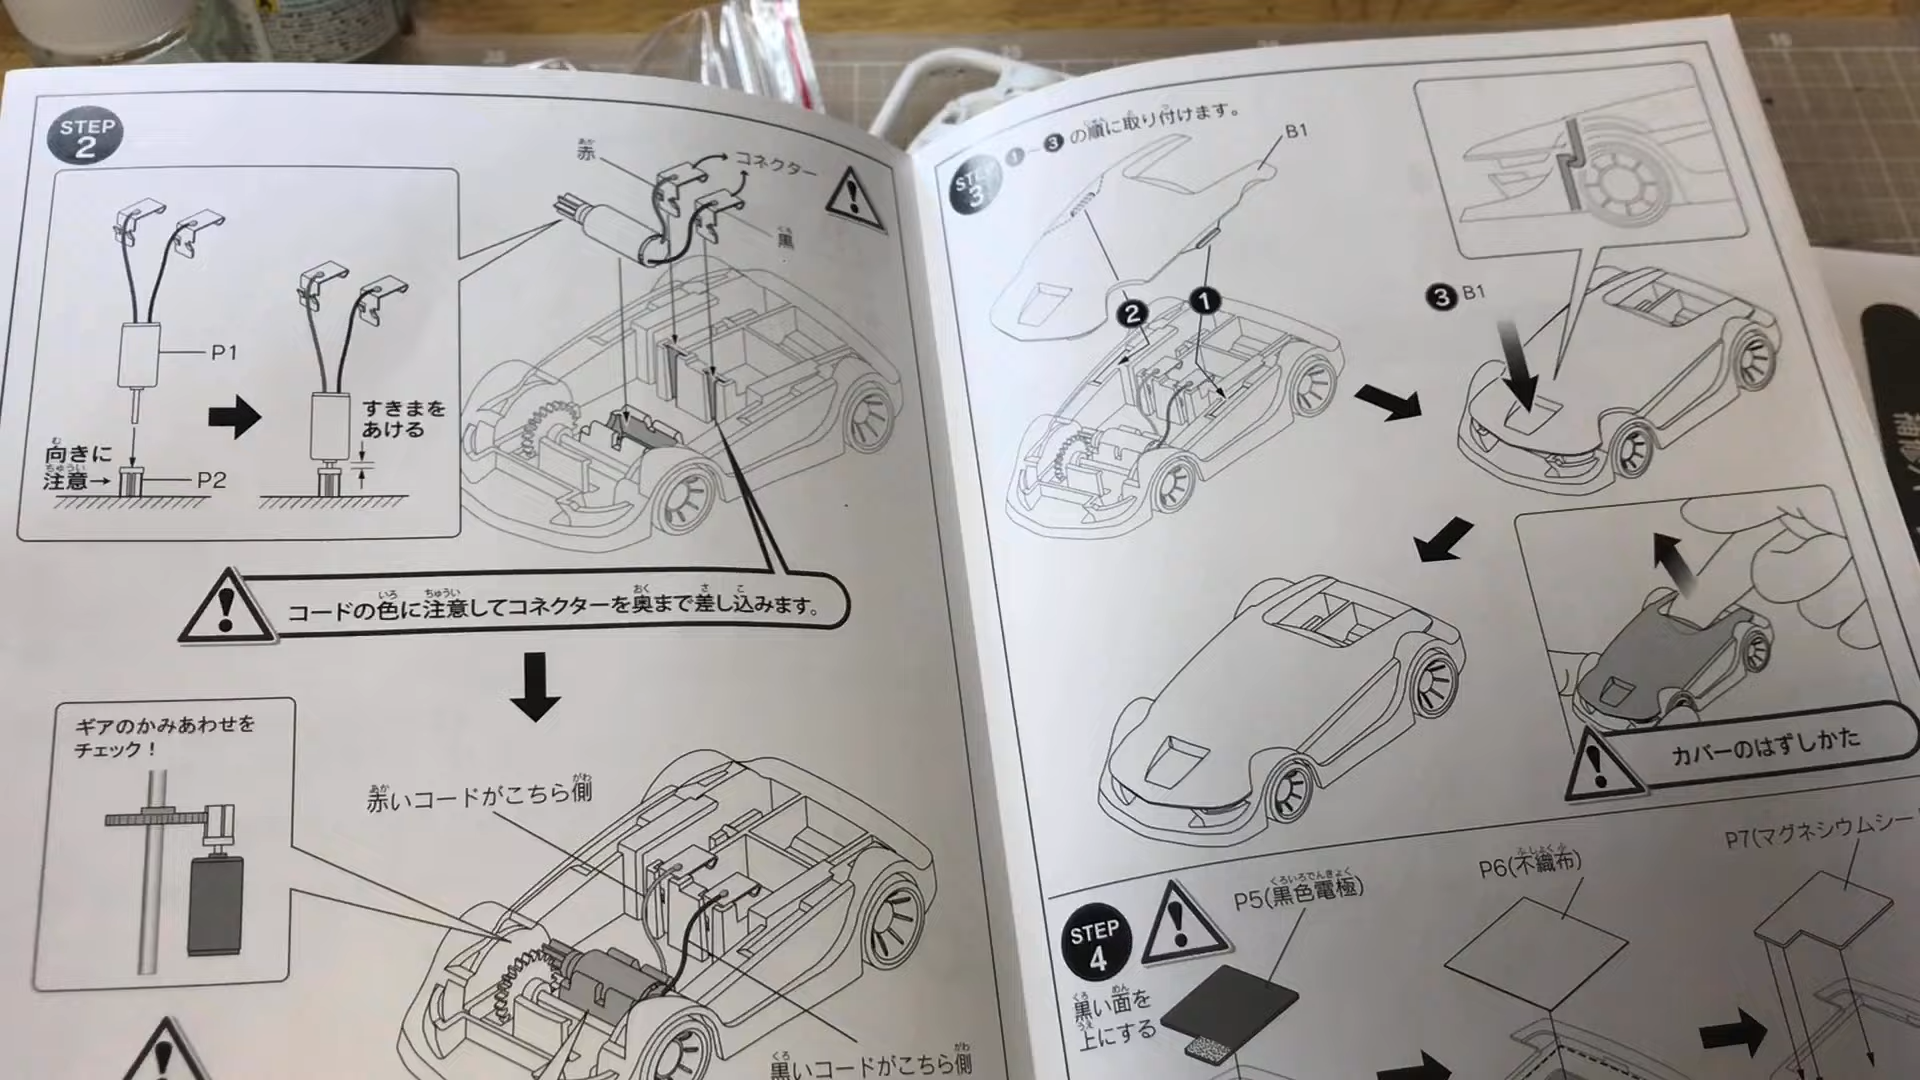 STEP
2
赤
コネクター
黒
P1
すきまを
あける
向きに
注意→
P2
コードの色に注意してコネクターを奥まで差し込みます。
ギアのかみあわせを
チェック！
赤いコードがこちら側
黒いコードがこちら側
STEP
3
❶－❸の順に取り付けます。
B1
❷
❶
❸ B1
カバーのはずしかた
STEP
4
P5(黒色電極)
P6(不織布)
P7(マグネシウムシー
黒い面を
上にする